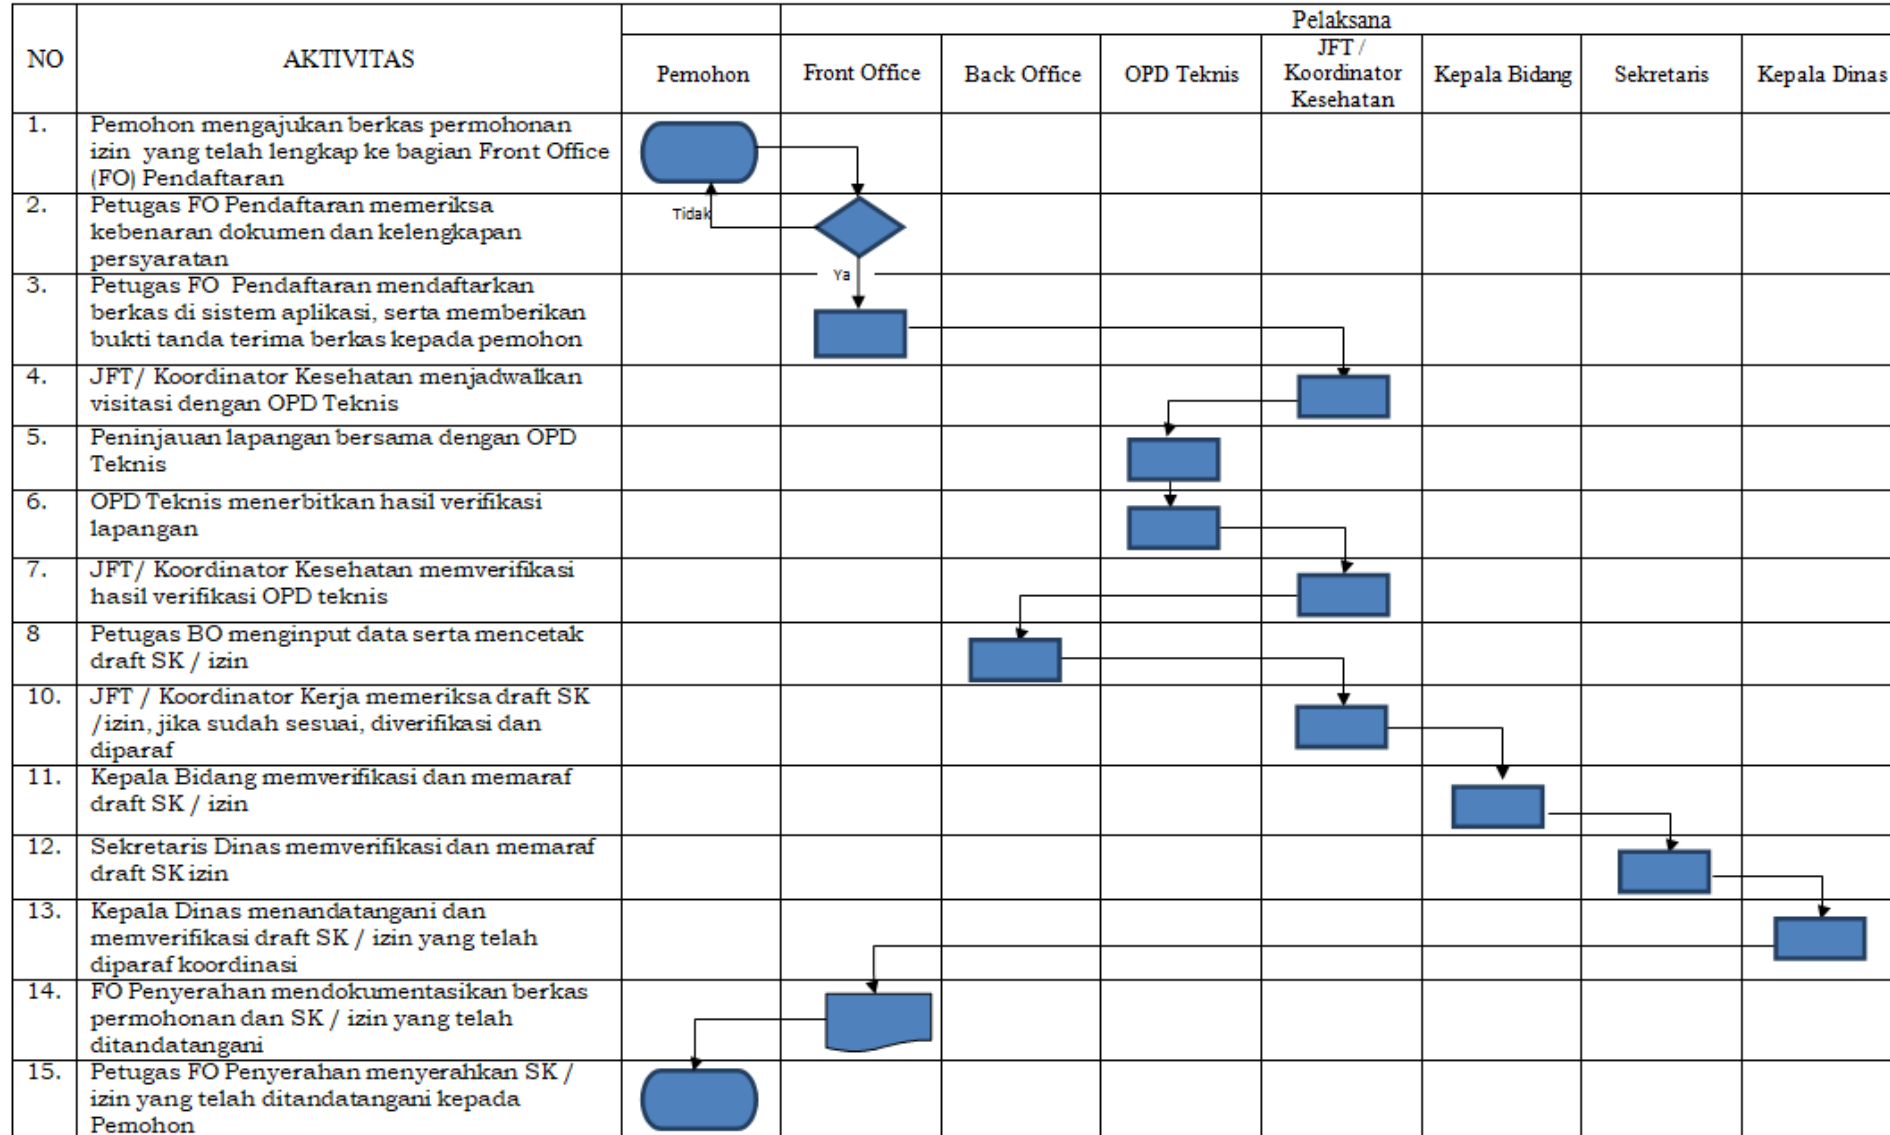 Pelaksana
NO
AKTIVITAS
Pemohon
Front Office
Back Office
OPD Teknis
JFT /
Koordinator
Kesehatan
Kepala Bidang
Sekretaris
Kepala Dinas
1.
Pemohon mengajukan berkas permohonan
izin yang telah lengkap ke bagian Front Office
(FO) Pendaftaran
2.
Petugas FO Pendaftaran memeriksa
kebenaran dokumen dan kelengkapan
persyaratan
Tidak
Ya
3.
Petugas FO Pendaftaran mendaftarkan
berkas di sistem aplikasi, serta memberikan
bukti tanda terima berkas kepada pemohon
4.
JFT/ Koordinator Kesehatan menjadwalkan
visitasi dengan OPD Teknis
5.
Peninjauan lapangan bersama dengan OPD
Teknis
6.
OPD Teknis menerbitkan hasil verifikasi
lapangan
7.
JFT/ Koordinator Kesehatan memverifikasi
hasil verifikasi OPD teknis
8
Petugas BO menginput data serta mencetak
draft SK / izin
10.
JFT / Koordinator Kerja memeriksa draft SK
/izin, jika sudah sesuai, diverifikasi dan
diparaf
11.
Kepala Bidang memverifikasi dan memaraf
draft SK / izin
12.
Sekretaris Dinas memverifikasi dan memaraf
draft SK izin
13.
Kepala Dinas menandatangani dan
memverifikasi draft SK / izin yang telah
diparaf koordinasi
14.
FO Penyerahan mendokumentasikan berkas
permohonan dan SK / izin yang telah
ditandatangani
15.
Petugas FO Penyerahan menyerahkan SK /
izin yang telah ditandatangani kepada
Pemohon